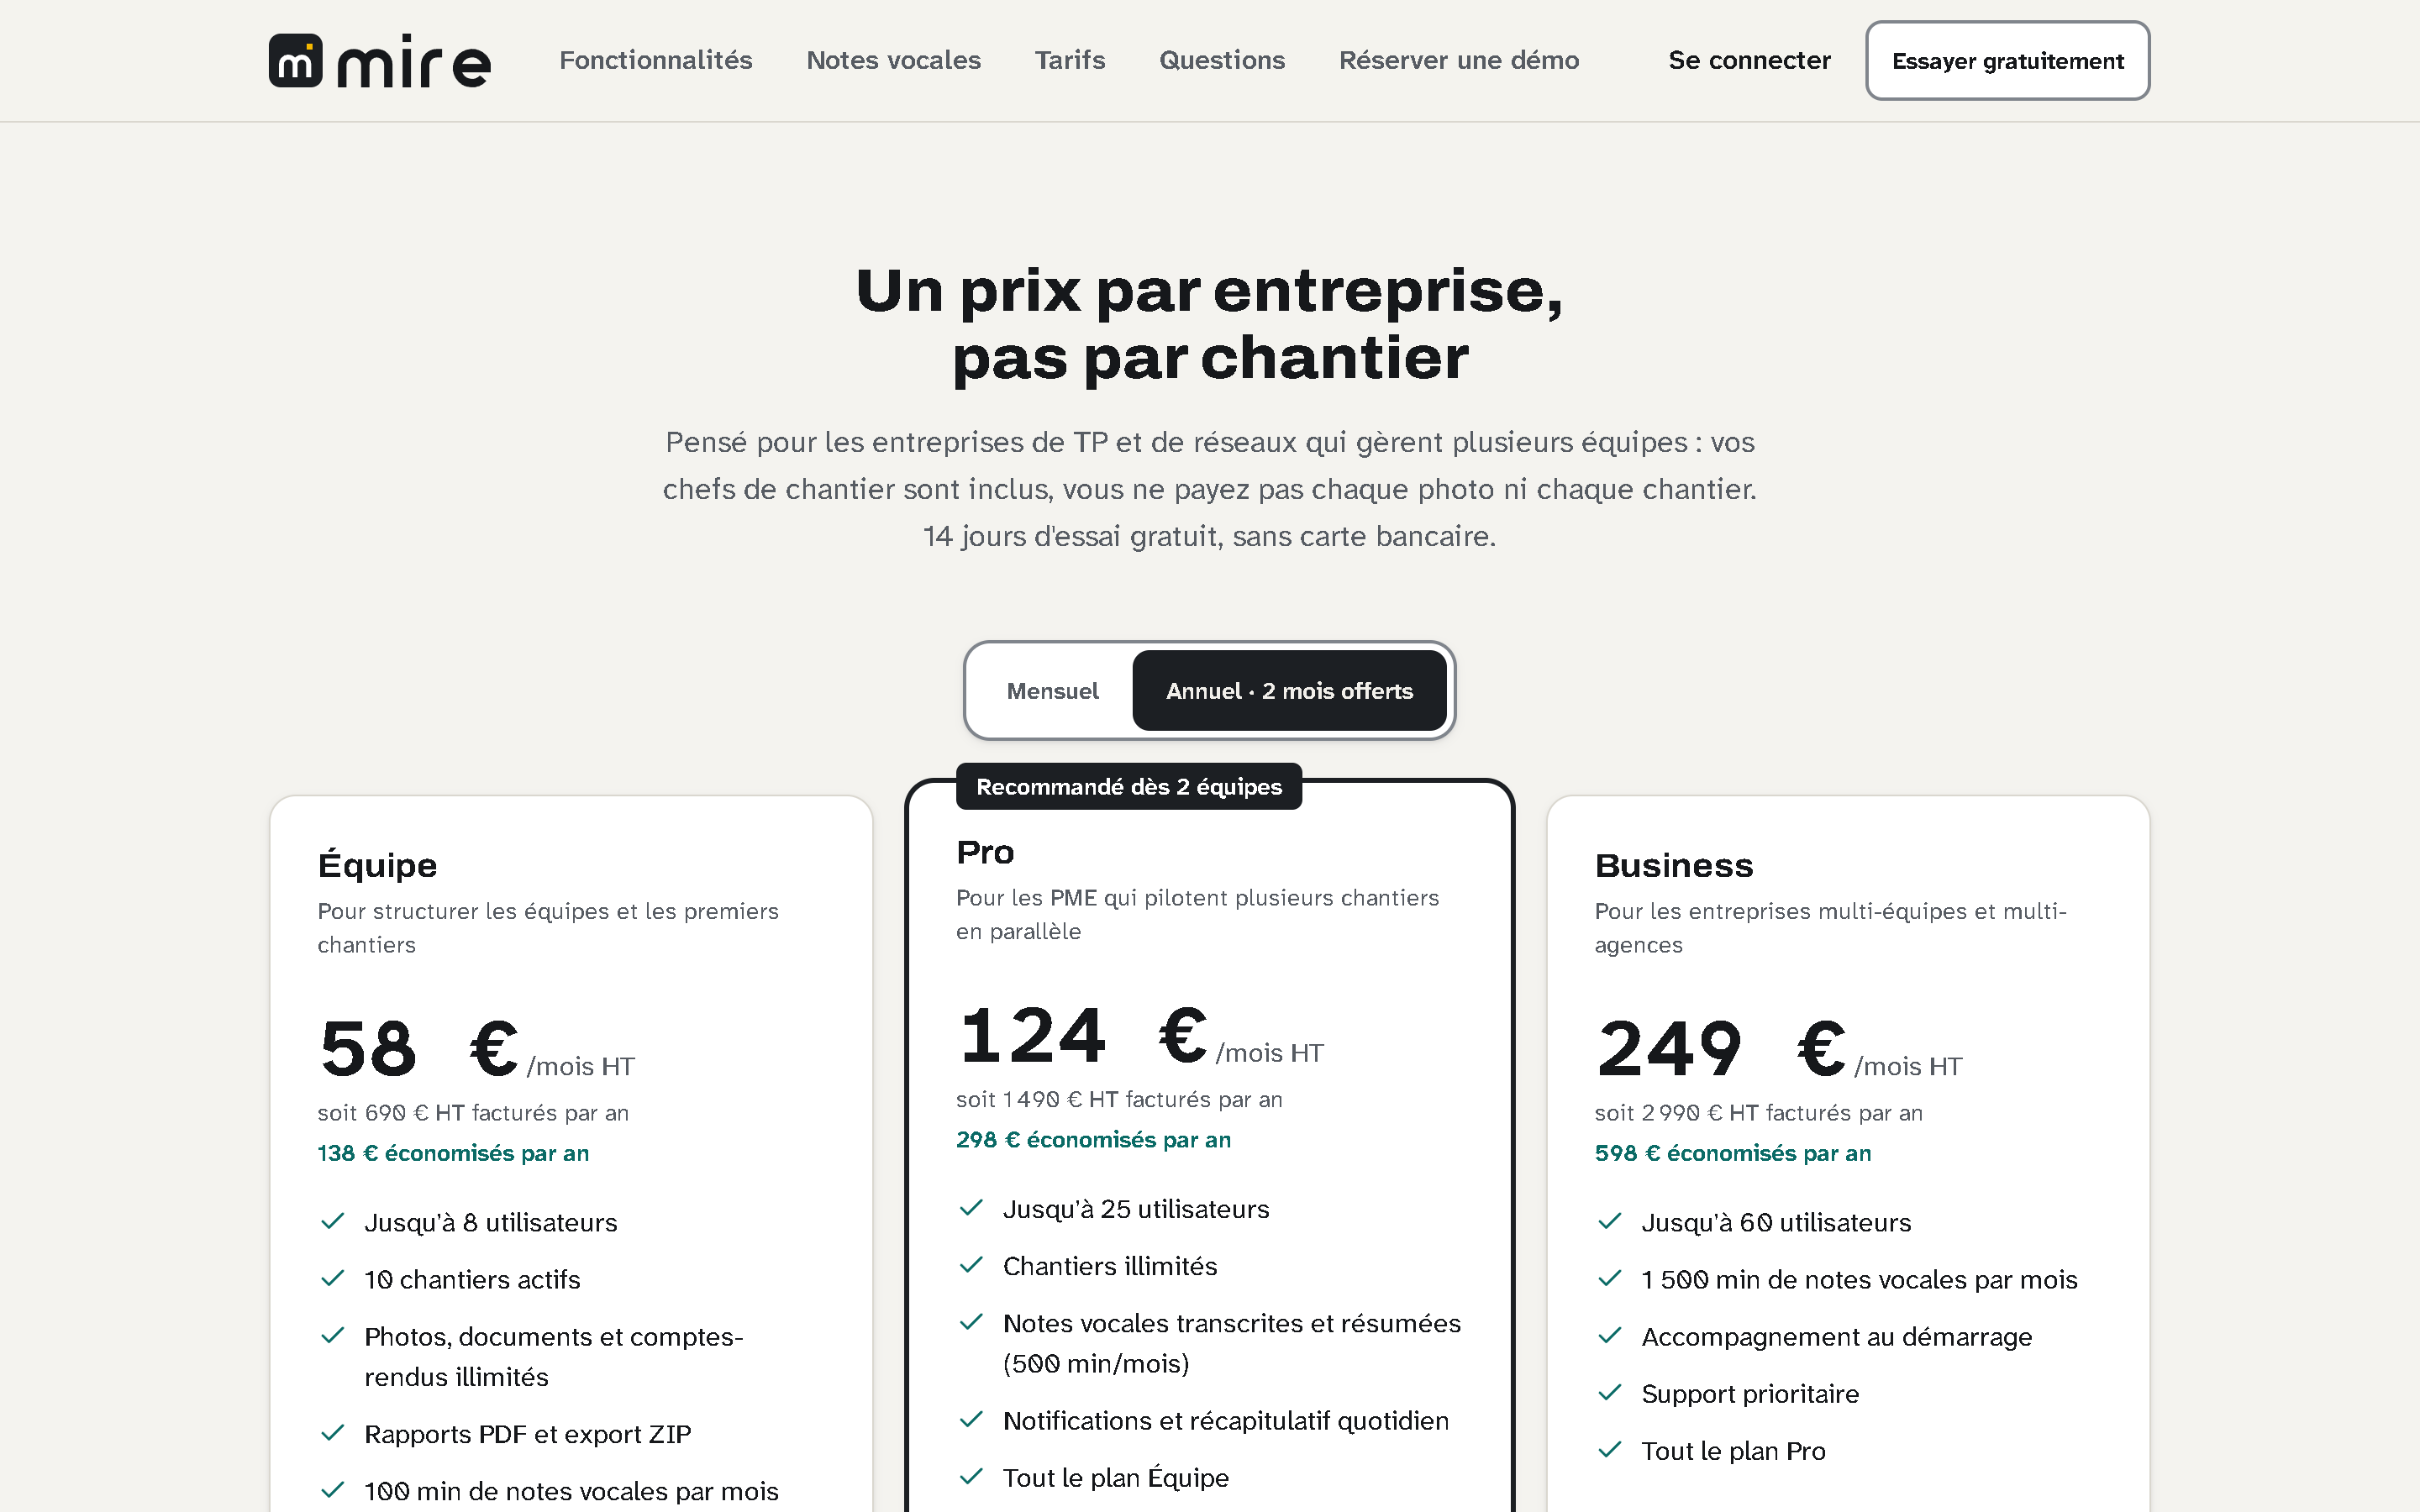 mire
Fonctionnalités
Notes vocales
Tarifs
Questions
Réserver une démo
Se connecter
Essayer gratuitement
Un prix par entreprise,
pas par chantier
Pensé pour les entreprises de TP et de réseaux qui gèrent plusieurs équipes : vos
chefs de chantier sont inclus, vous ne payez pas chaque photo ni chaque chantier.
14 jours d'essai gratuit, sans carte bancaire.
Mensuel
Annuel · 2 mois offerts
Équipe
Pour structurer les équipes et les premiers
chantiers
58 €/mois HT
soit 690 € HT facturés par an
138 € économisés par an
Jusqu'à 8 utilisateurs
10 chantiers actifs
Photos, documents et comptes-
rendus illimités
Rapports PDF et export ZIP
100 min de notes vocales par mois
Recommandé dès 2 équipes
Pro
Pour les PME qui pilotent plusieurs chantiers
en parallèle
124 €/mois HT
soit 1 490 € HT facturés par an
298 € économisés par an
Jusqu'à 25 utilisateurs
Chantiers illimités
Notes vocales transcrites et résumées
(500 min/mois)
Notifications et récapitulatif quotidien
Tout le plan Équipe
Business
Pour les entreprises multi-équipes et multi-
agences
249 €/mois HT
soit 2 990 € HT facturés par an
598 € économisés par an
Jusqu'à 60 utilisateurs
1 500 min de notes vocales par mois
Accompagnement au démarrage
Support prioritaire
Tout le plan Pro